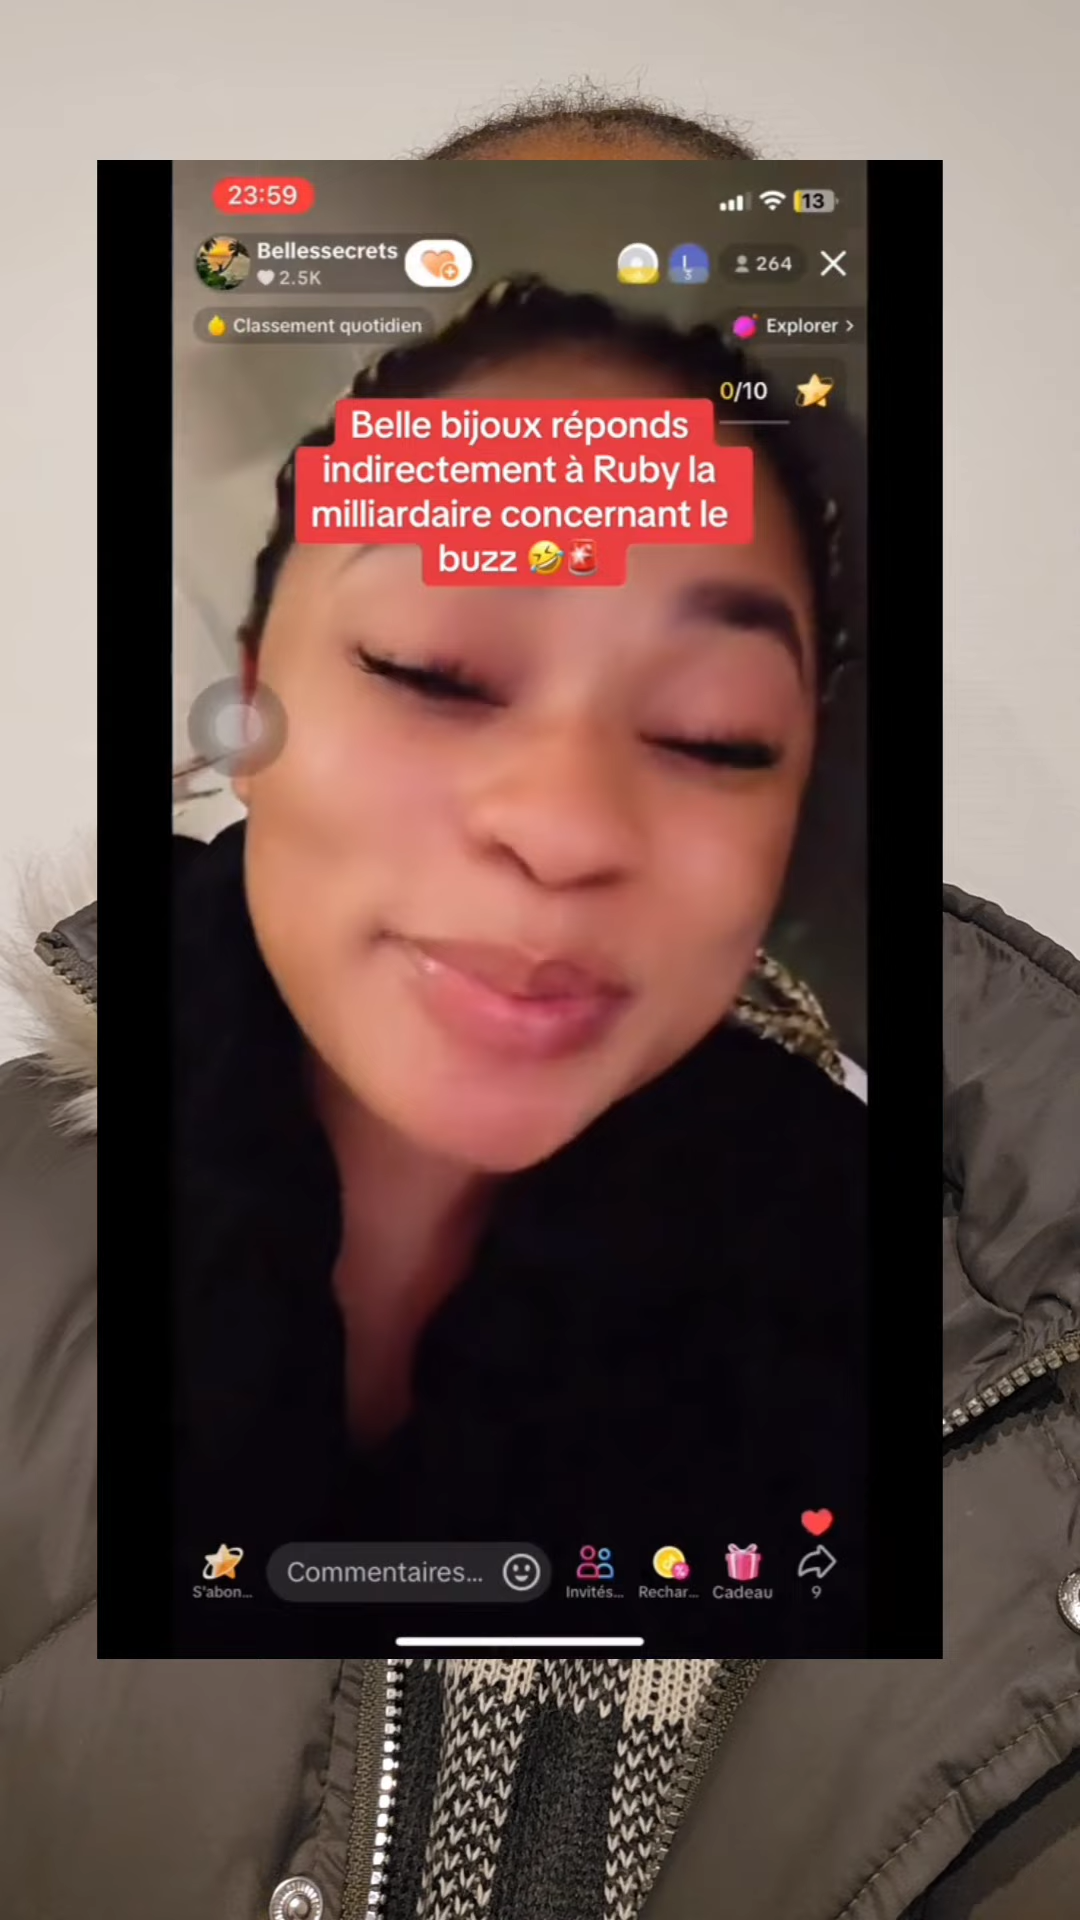 23:59
13
Bellessecrets
2.5K
L
3
264
Classement quotidien
Explorer >
0/10
Belle bijoux réponds
indirectement à Ruby la
milliardaire concernant le
buzz 🤣🚨
Commentaires...
S'abon...
Invités...
Rechar...
Cadeau
9